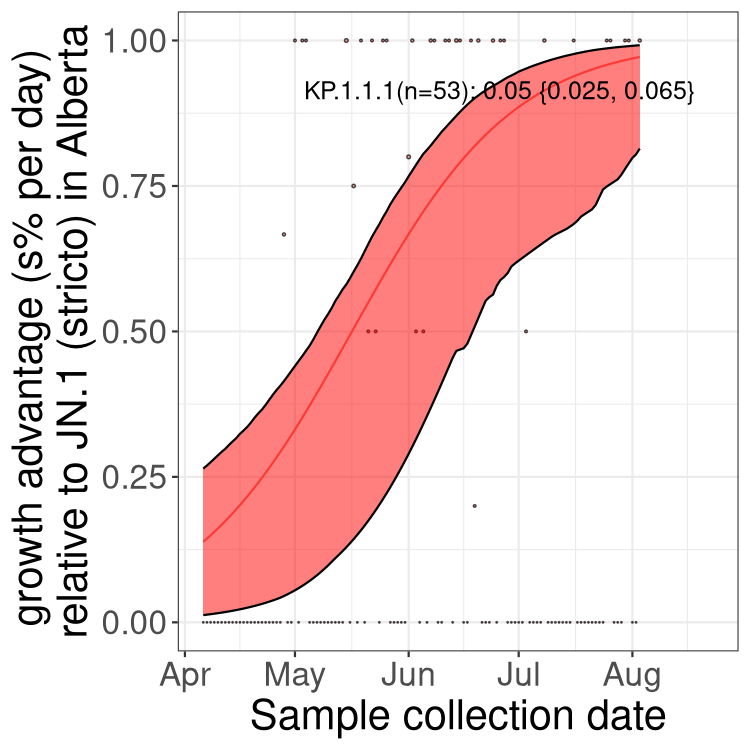 growth advantage (s% per day)
relative to JN.1 (stricto) in Alberta
1.00
0.75
0.50
0.25
0.00
KP.1.1.1(n=53): 0.05 {0.025, 0.065}
Apr May Jun Jul Aug
Sample collection date